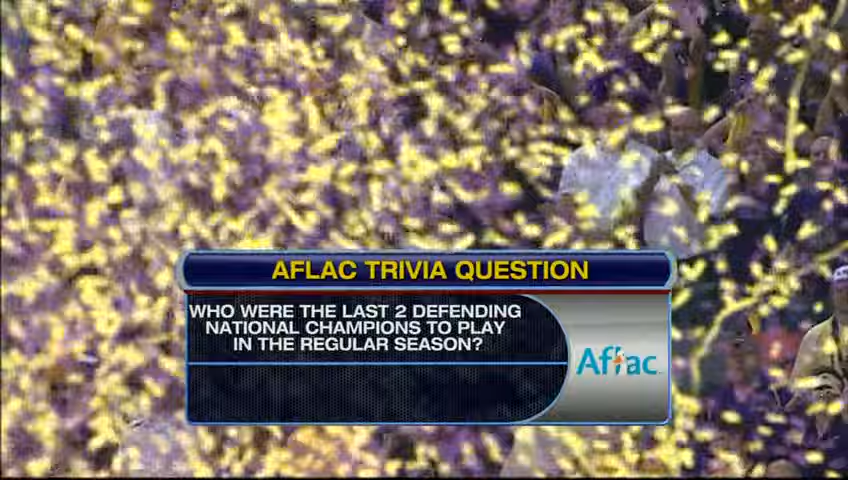 AFLAC TRIVIA QUESTION
WHO WERE THE LAST 2 DEFENDING
NATIONAL CHAMPIONS TO PLAY
IN THE REGULAR SEASON?
Aflac